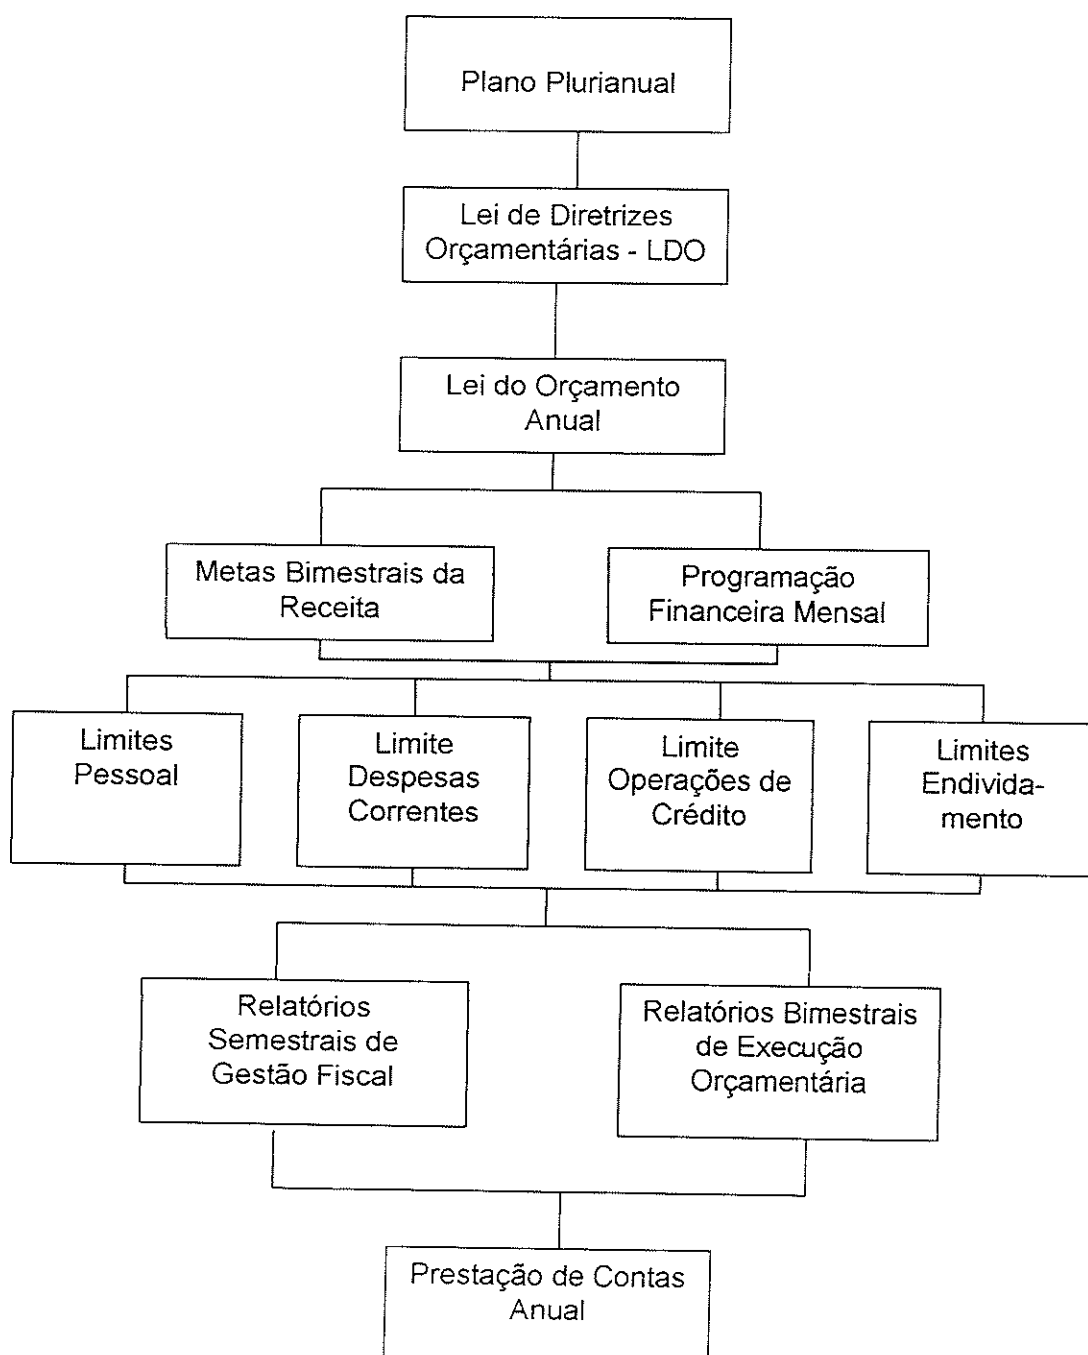 Plano Plurianual
Lei de Diretrizes
Orçamentárias - LDO
Lei do Orçamento
Anual
Metas Bimestrais da
Receita
Programação
Financeira Mensal
Limites
Pessoal
Limite
Despesas
Correntes
Limite
Operações de
Crédito
Limites
Endivida-
mento
Relatórios
Semestrais de
Gestão Fiscal
Relatórios Bimestrais
de Execução
Orçamentária
Prestação de Contas
Anual